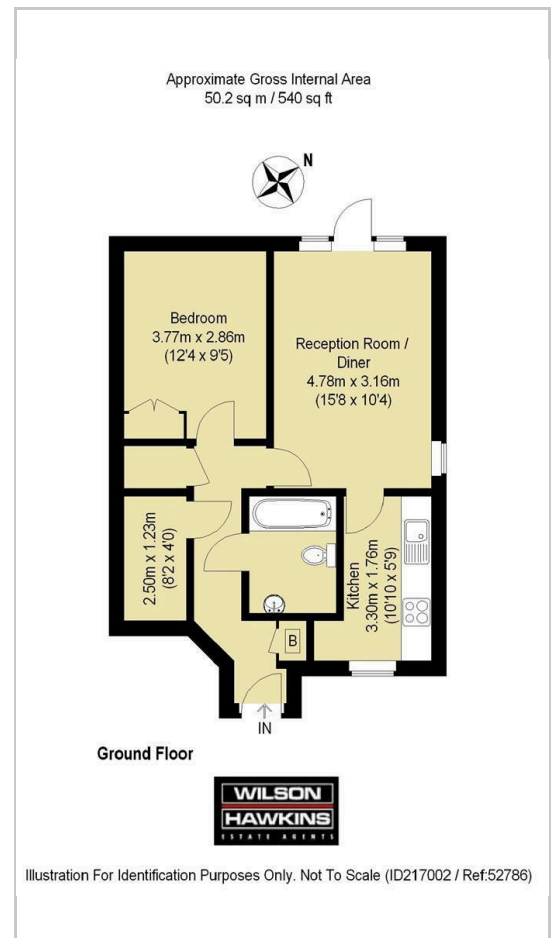 Approximate Gross Internal Area
50.2 sq m / 540 sq ft
N
Bedroom
3.77m x 2.86m
(12'4 x 9'5)
Reception Room /
Diner
4.78m x 3.16m
(15'8 x 10'4)
2.50m x 1.23m
(8'2 x 4'0)
Kitchen
3.30m x 1.76m
(10'10 x 5'9)
B
IN
Ground Floor
WILSON
HAWKINS
ESTATE AGENTS
Illustration For Identification Purposes Only. Not To Scale (ID217002 / Ref:52786)